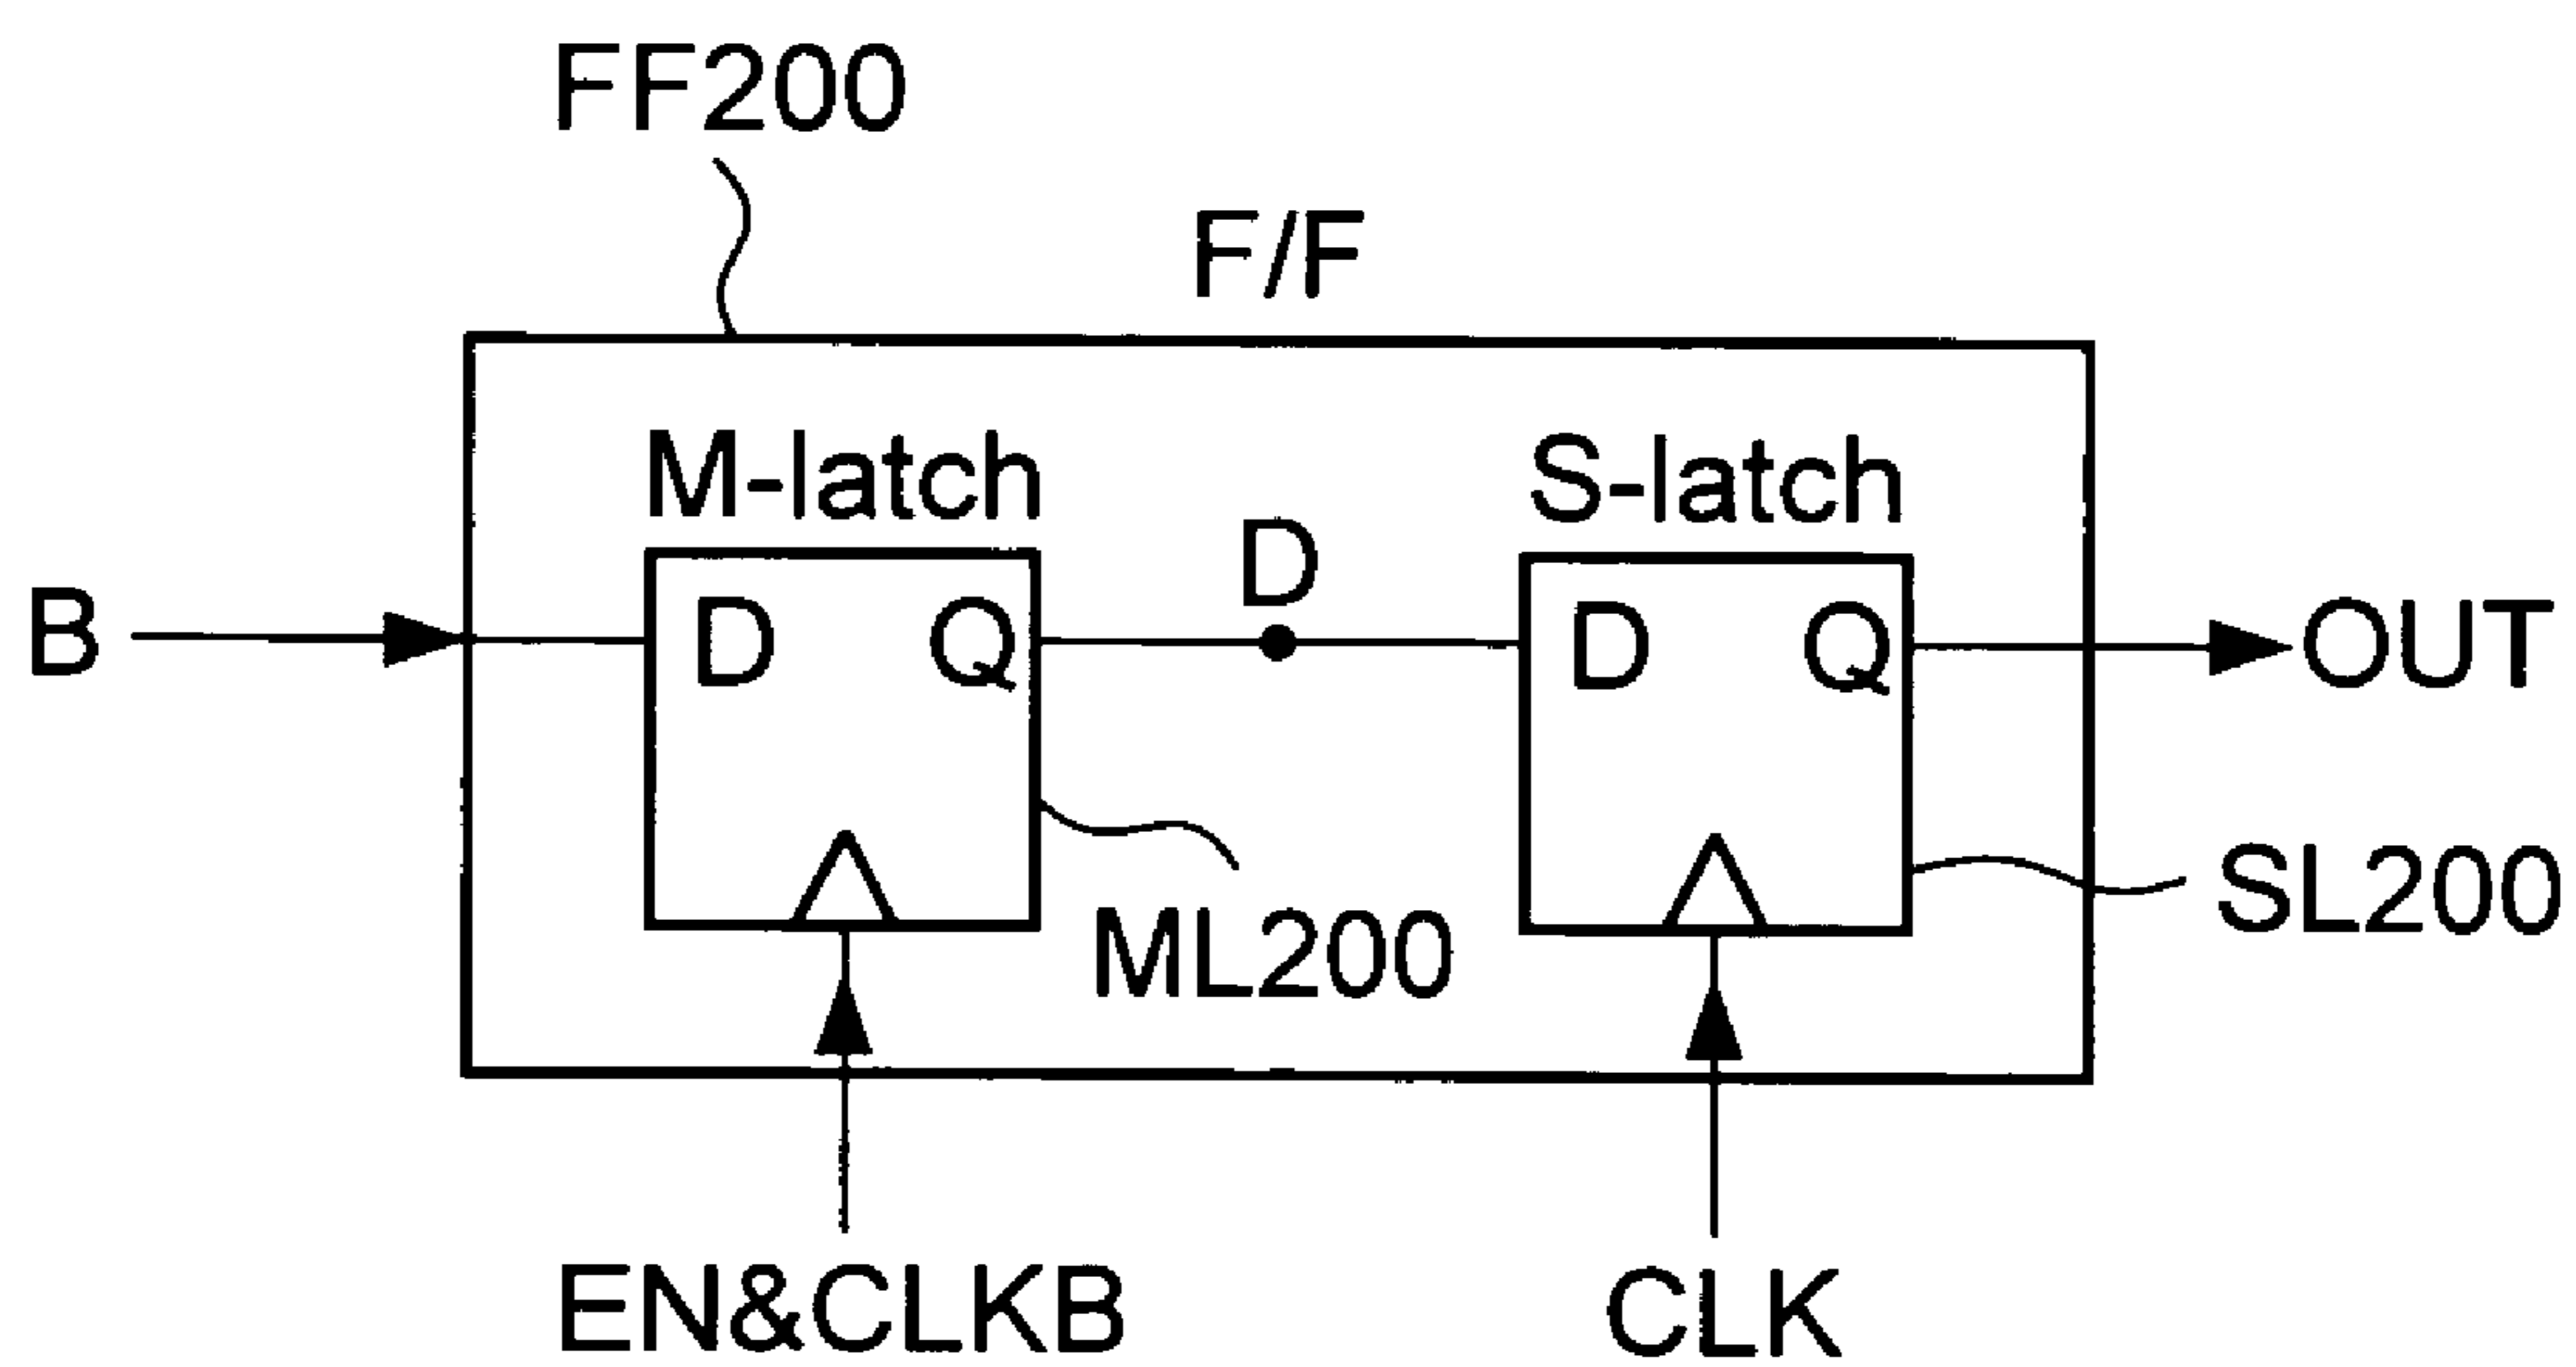 FF200
F/F
M-latch
S-latch
D
B
D Q
D Q
OUT
ML200
SL200
EN&CLKB
CLK